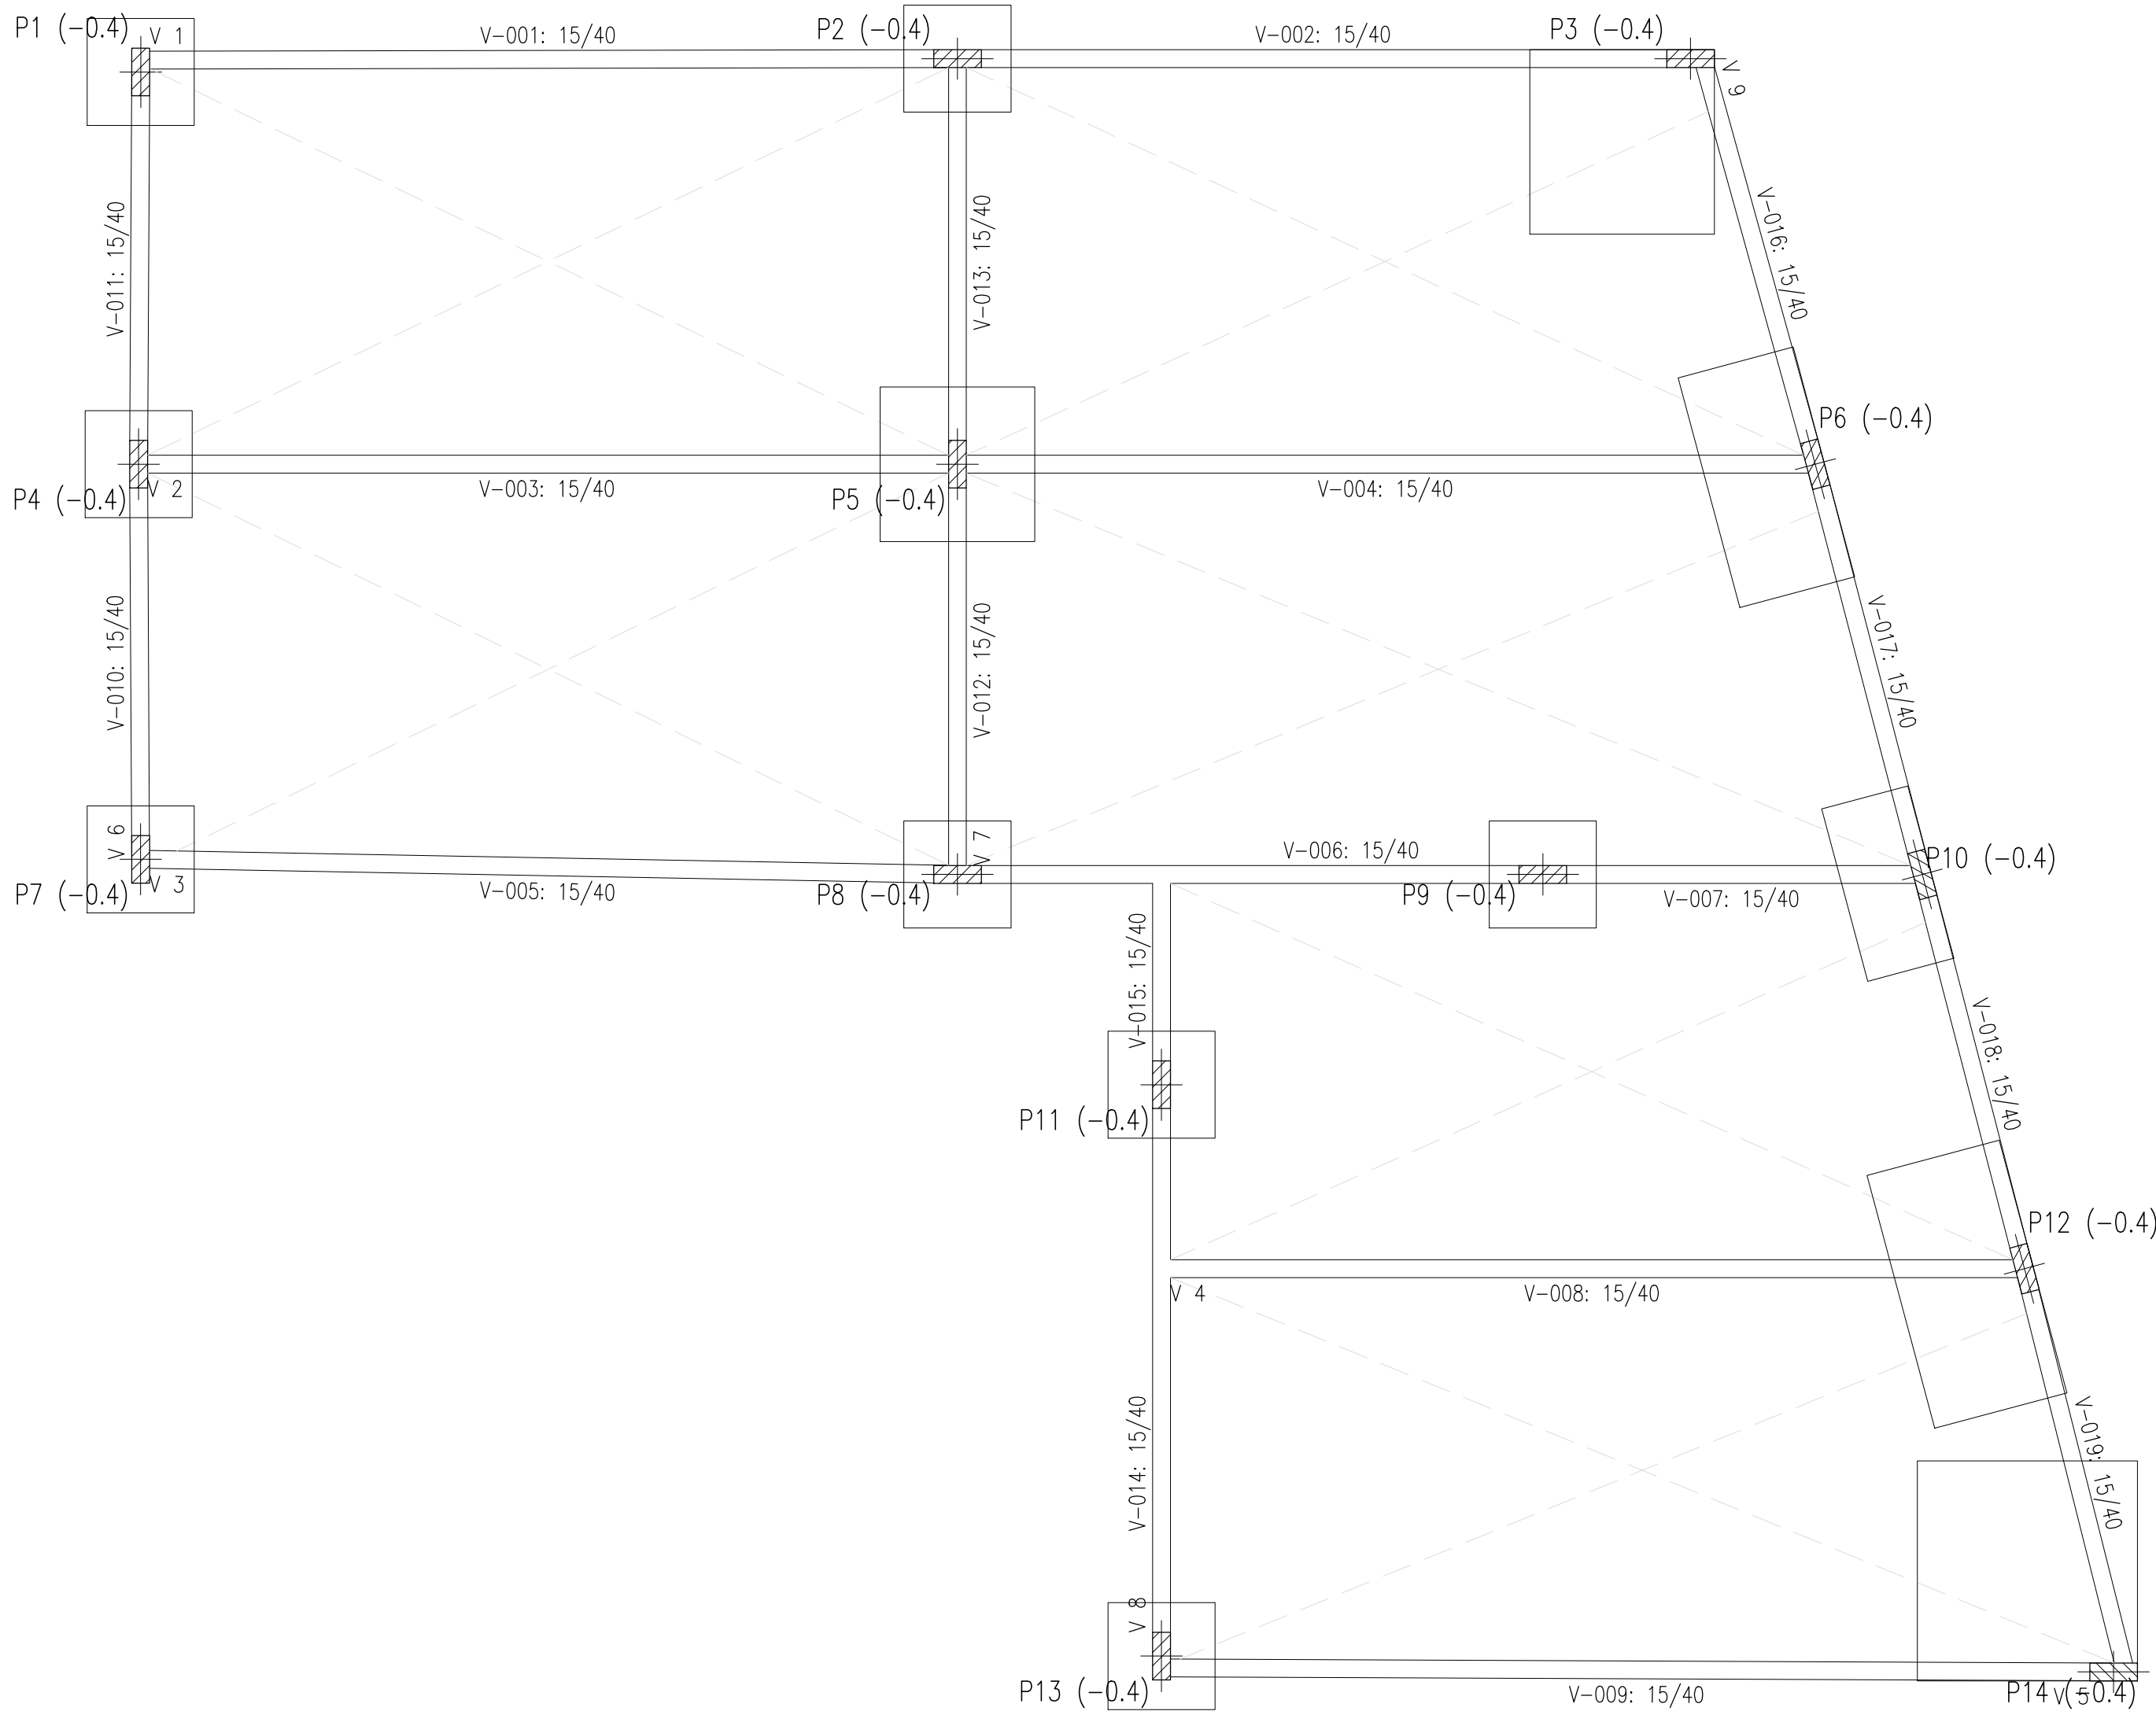 P1 (-0.4)
V 1
V-001: 15/40
P2 (-0.4)
V-002: 15/40
P3 (-0.4)
V 9
V-011: 15/40
V-013: 15/40
V-016: 15/40
P6 (-0.4)
P4 (-0.4)
V 2
V-003: 15/40
P5 (-0.4)
V-004: 15/40
V-010: 15/40
V-012: 15/40
V-017: 15/40
V 6
V 7
V-006: 15/40
P10 (-0.4)
P7 (-0.4)
V 3
V-005: 15/40
P8 (-0.4)
P9 (-0.4)
V-007: 15/40
V-015: 15/40
V-018: 15/40
P11 (-0.4)
P12 (-0.4)
V 4
V-008: 15/40
V-014: 15/40
V-019: 15/40
V 8
P13 (-0.4)
V-009: 15/40
P14 (-0.4)
V 5